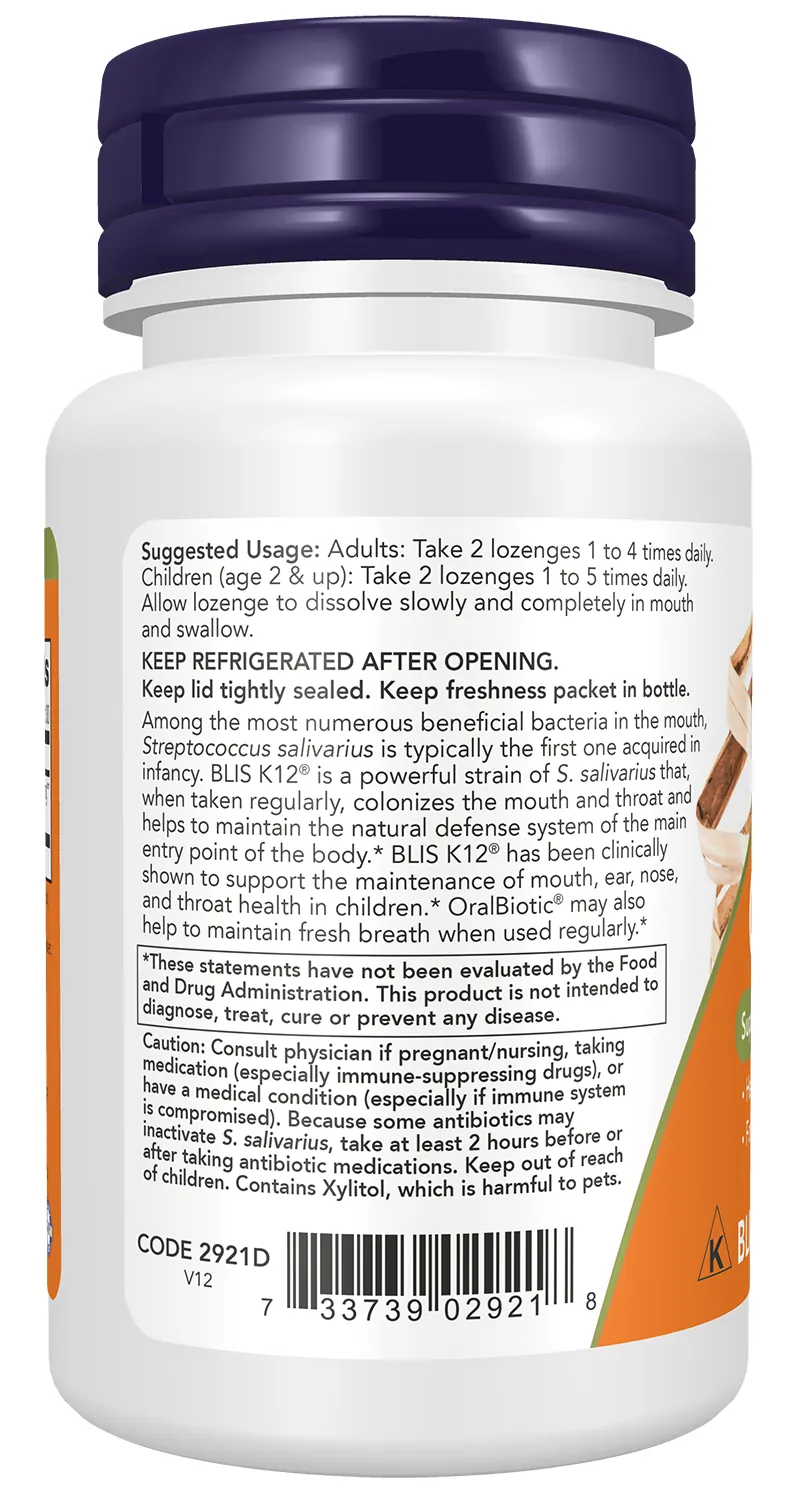 Suggested Usage: Adults: Take 2 lozenges 1 to 4 times daily.
Children (age 2 & up): Take 2 lozenges 1 to 5 times daily.
Allow lozenge to dissolve slowly and completely in mouth
and swallow.
KEEP REFRIGERATED AFTER OPENING.
Keep lid tightly sealed. Keep freshness packet in bottle.
Among the most numerous beneficial bacteria in the mouth,
Streptococcus salivarius is typically the first one acquired in
infancy. BLIS K12® is a powerful strain of S. salivarius that,
when taken regularly, colonizes the mouth and throat and
helps to maintain the natural defense system of the main
entry point of the body.* BLIS K12® has been clinically
shown to support the maintenance of mouth, ear, nose,
and throat health in children.* OralBiotic® may also
help to maintain fresh breath when used regularly.*
*These statements have not been evaluated by the Food
and Drug Administration. This product is not intended to
diagnose, treat, cure or prevent any disease.
Caution: Consult physician if pregnant/nursing, taking
medication (especially immune-suppressing drugs), or
have a medical condition (especially if immune system
is compromised). Because some antibiotics may
inactivate S. salivarius, take at least 2 hours before or
after taking antibiotic medications. Keep out of reach
of children. Contains Xylitol, which is harmful to pets.
CODE 2921D
V12
7 33739 02921 8
K